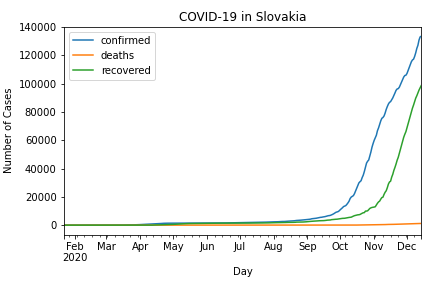 COVID-19 in Slovakia
confirmed
deaths
recovered
Number of Cases
140000
120000
100000
80000
60000
40000
20000
0
Feb Mar Apr May Jun Jul Aug Sep Oct Nov Dec
2020
Day